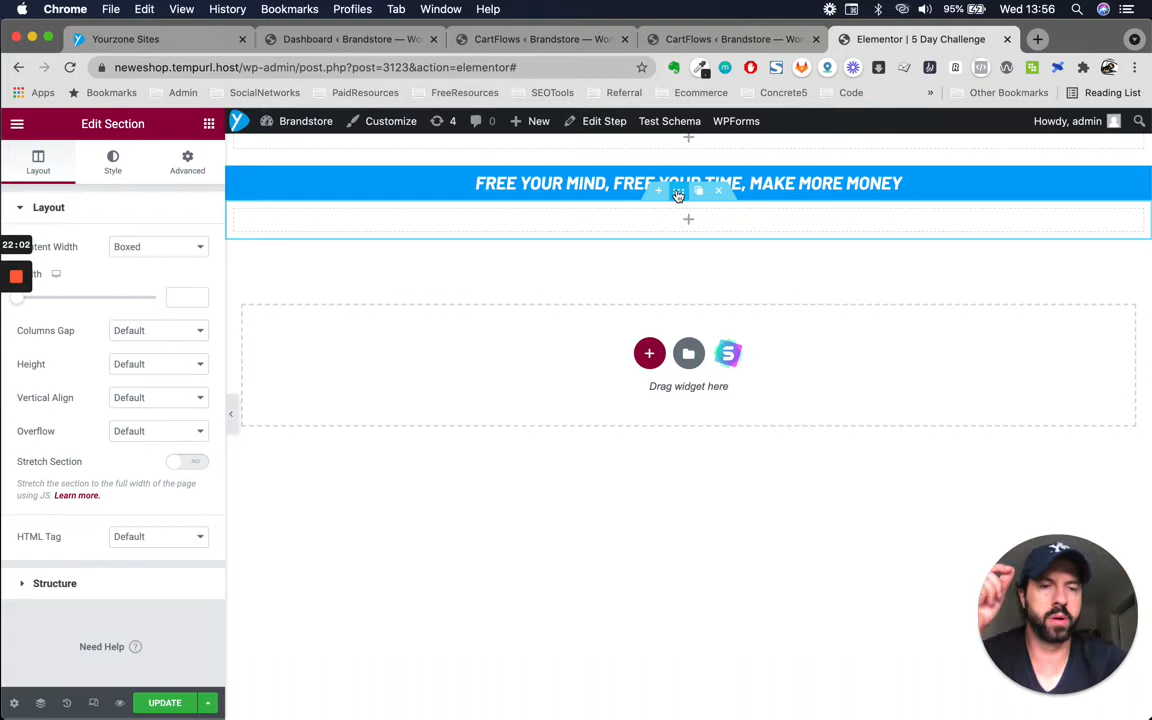 Chrome File Edit View History Bookmarks Profiles Tab Window Help 95% Wed 13:56
Yourzone Sites
Dashboard ‹ Brandstore — Wo
CartFlows ‹ Brandstore — Wor
CartFlows ‹ Brandstore — Wor
Elementor | 5 Day Challenge
neweshop.tempurl.host/wp-admin/post.php?post=3123&action=elementor#
Apps Bookmarks Admin SocialNetworks PaidResources FreeResources SEOTools Referral Ecommerce Concrete5 Code » Other Bookmarks Reading List
Edit Section
Brandstore Customize 4 0 New Edit Step Test Schema WPForms Howdy, admin
Layout Style Advanced
FREE YOUR MIND, FREE YOUR TIME, MAKE MORE MONEY
Layout
22:02
tent Width Boxed
lth
Columns Gap Default
Height Default
Vertical Align Default
Drag widget here
Overflow Default
Stretch Section NO
Stretch the section to the full width of the page
using JS. Learn more.
HTML Tag Default
Structure
Need Help ?
UPDATE